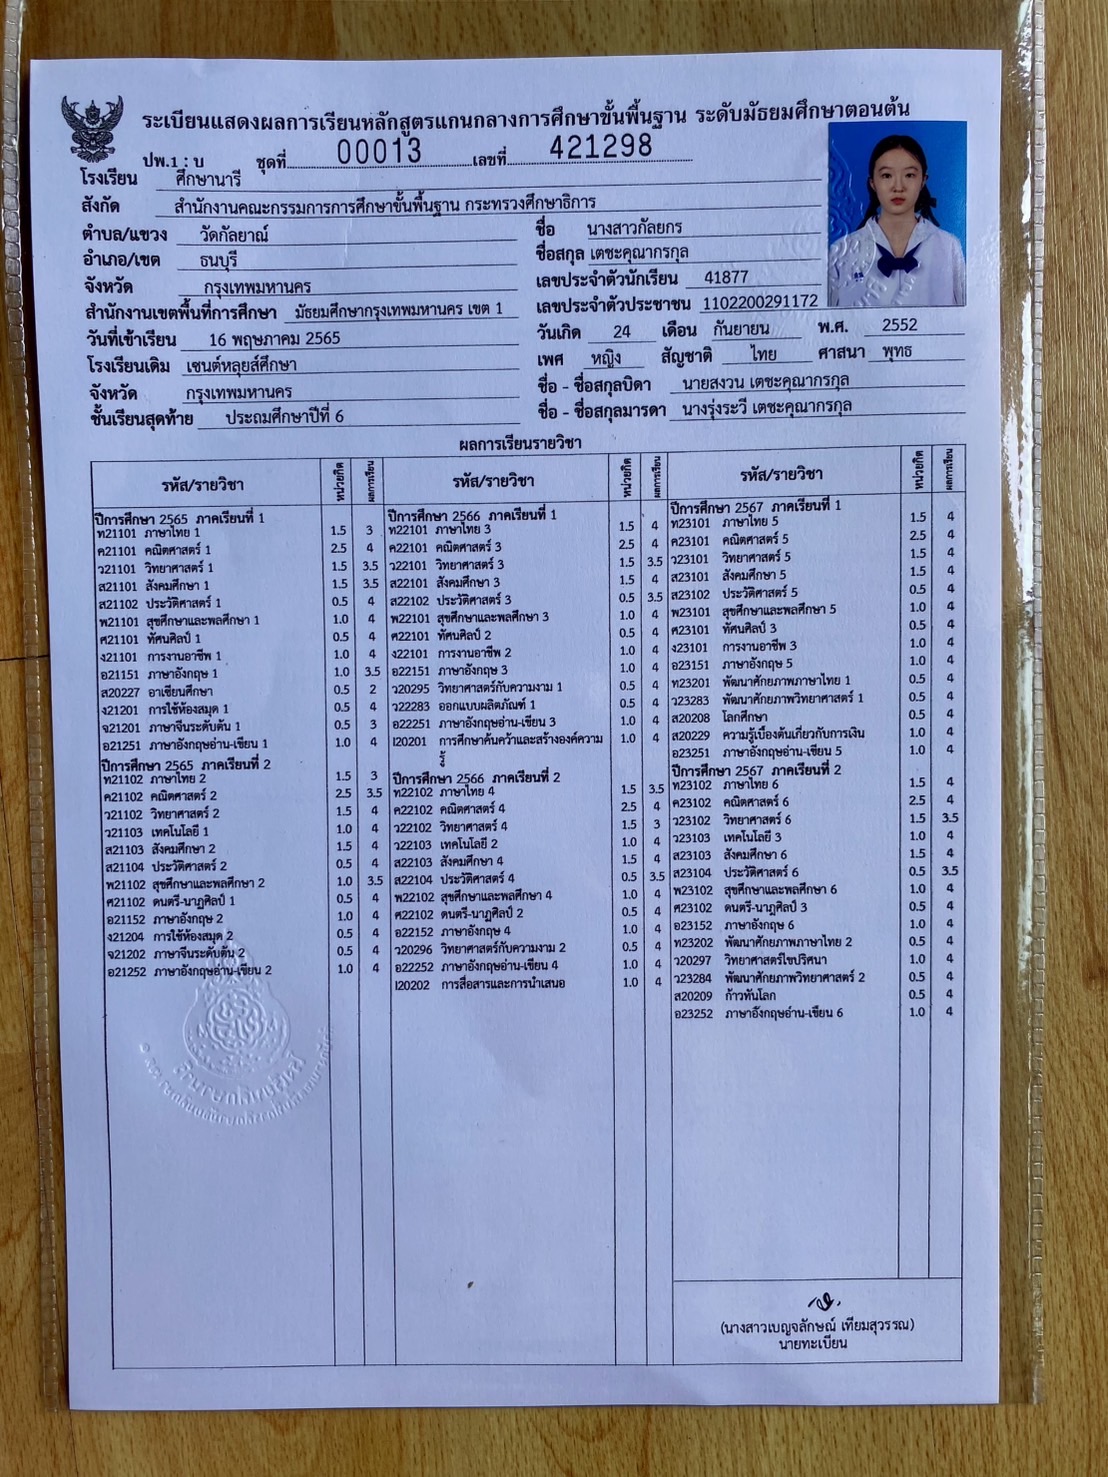 ระเบียนแสดงผลการเรียนหลักสูตรแกนกลางการศึกษาขั้นพื้นฐาน ระดับมัธยมศึกษาตอนต้น
ปพ.1 : บ ชุดที่ 00013 เลขที่ 421298
โรงเรียน ศึกษานารี
สังกัด สำนักงานคณะกรรมการการศึกษาขั้นพื้นฐาน กระทรวงศึกษาธิการ
ตำบล/แขวง วัดกัลยาณ์
อำเภอ/เขต ธนบุรี
จังหวัด กรุงเทพมหานคร
สำนักงานเขตพื้นที่การศึกษา มัธยมศึกษากรุงเทพมหานคร เขต 1
วันที่เข้าเรียน 16 พฤษภาคม 2565
โรงเรียนเดิม เซนต์หลุยส์ศึกษา
จังหวัด กรุงเทพมหานคร
ชั้นเรียนสุดท้าย ประถมศึกษาปีที่ 6
ชื่อ นางสาวกัลยกร
ชื่อสกุล เตชะคุณากรกุล
เลขประจำตัวนักเรียน 41877
เลขประจำตัวประชาชน 1102200291172
วันเกิด 24 เดือน กันยายน พ.ศ. 2552
เพศ หญิง สัญชาติ ไทย ศาสนา พุทธ
ชื่อ - ชื่อสกุลบิดา นายสงวน เตชะคุณากรกุล
ชื่อ - ชื่อสกุลมารดา นางรุ่งระวี เตชะคุณากรกุล
ผลการเรียนรายวิชา
รหัส/รายวิชา หน่วยกิต ผลการเรียน
ปีการศึกษา 2565 ภาคเรียนที่ 1
ท21101 ภาษาไทย 1 1.5 3
ค21101 คณิตศาสตร์ 1 2.5 4
ว21101 วิทยาศาสตร์ 1 1.5 3.5
ส21101 สังคมศึกษา 1 1.5 3.5
ส21102 ประวัติศาสตร์ 1 0.5 4
พ21101 สุขศึกษาและพลศึกษา 1 1.0 4
ศ21101 ทัศนศิลป์ 1 0.5 4
ง21101 การงานอาชีพ 1 1.0 4
อ21151 ภาษาอังกฤษ 1 1.0 3.5
ส20227 อาเซียนศึกษา 0.5 2
ง21201 การใช้ห้องสมุด 1 0.5 4
จ21201 ภาษาจีนระดับต้น 1 0.5 3
อ21251 ภาษาอังกฤษอ่าน-เขียน 1 1.0 4
ปีการศึกษา 2565 ภาคเรียนที่ 2
ท21102 ภาษาไทย 2 1.5 3
ค21102 คณิตศาสตร์ 2 2.5 3.5
ว21102 วิทยาศาสตร์ 2 1.5 4
ว21103 เทคโนโลยี 1 1.0 4
ส21103 สังคมศึกษา 2 1.5 4
ส21104 ประวัติศาสตร์ 2 0.5 4
พ21102 สุขศึกษาและพลศึกษา 2 1.0 3.5
ศ21102 ดนตรี-นาฏศิลป์ 1 0.5 4
อ21152 ภาษาอังกฤษ 2 1.0 4
ง21204 การใช้ห้องสมุด 2 0.5 4
จ21202 ภาษาจีนระดับต้น 2 0.5 4
อ21252 ภาษาอังกฤษอ่าน-เขียน 2 1.0 4
รหัส/รายวิชา หน่วยกิต ผลการเรียน
ปีการศึกษา 2566 ภาคเรียนที่ 1
ท22101 ภาษาไทย 3 1.5 4
ค22101 คณิตศาสตร์ 3 2.5 4
ว22101 วิทยาศาสตร์ 3 1.5 3.5
ส22101 สังคมศึกษา 3 1.5 4
ส22102 ประวัติศาสตร์ 3 0.5 3.5
พ22101 สุขศึกษาและพลศึกษา 3 1.0 4
ศ22101 ทัศนศิลป์ 2 0.5 4
ง22101 การงานอาชีพ 2 1.0 4
อ22151 ภาษาอังกฤษ 3 1.0 4
ว20295 วิทยาศาสตร์กับความงาม 1 0.5 4
ว22283 ออกแบบผลิตภัณฑ์ 1 0.5 4
อ22251 ภาษาอังกฤษอ่าน-เขียน 3 1.0 4
I20201 การศึกษาค้นคว้าและสร้างองค์ความ 1.0 4
รู้
ปีการศึกษา 2566 ภาคเรียนที่ 2
ท22102 ภาษาไทย 4 1.5 3.5
ค22102 คณิตศาสตร์ 4 2.5 4
ว22102 วิทยาศาสตร์ 4 1.5 3
ว22103 เทคโนโลยี 2 1.0 4
ส22103 สังคมศึกษา 4 1.5 4
ส22104 ประวัติศาสตร์ 4 0.5 3.5
พ22102 สุขศึกษาและพลศึกษา 4 1.0 4
ศ22102 ดนตรี-นาฏศิลป์ 2 0.5 4
อ22152 ภาษาอังกฤษ 4 1.0 4
ว20296 วิทยาศาสตร์กับความงาม 2 0.5 4
อ22252 ภาษาอังกฤษอ่าน-เขียน 4 1.0 4
I20202 การสื่อสารและการนำเสนอ 1.0 4
รหัส/รายวิชา หน่วยกิต ผลการเรียน
ปีการศึกษา 2567 ภาคเรียนที่ 1
ท23101 ภาษาไทย 5 1.5 4
ค23101 คณิตศาสตร์ 5 2.5 4
ว23101 วิทยาศาสตร์ 5 1.5 4
ส23101 สังคมศึกษา 5 1.5 4
ส23102 ประวัติศาสตร์ 5 0.5 4
พ23101 สุขศึกษาและพลศึกษา 5 1.0 4
ศ23101 ทัศนศิลป์ 3 0.5 4
ง23101 การงานอาชีพ 3 1.0 4
อ23151 ภาษาอังกฤษ 5 1.0 4
ท23201 พัฒนาศักยภาพภาษาไทย 1 0.5 4
ว23283 พัฒนาศักยภาพวิทยาศาสตร์ 1 0.5 4
ส20208 โลกศึกษา 0.5 4
ส20229 ความรู้เบื้องต้นเกี่ยวกับการเงิน 1.0 4
อ23251 ภาษาอังกฤษอ่าน-เขียน 5 1.0 4
ปีการศึกษา 2567 ภาคเรียนที่ 2
ท23102 ภาษาไทย 6 1.5 4
ค23102 คณิตศาสตร์ 6 2.5 4
ว23102 วิทยาศาสตร์ 6 1.5 3.5
ว23103 เทคโนโลยี 3 1.0 4
ส23103 สังคมศึกษา 6 1.5 4
ส23104 ประวัติศาสตร์ 6 0.5 3.5
พ23102 สุขศึกษาและพลศึกษา 6 1.0 4
ศ23102 ดนตรี-นาฏศิลป์ 3 0.5 4
อ23152 ภาษาอังกฤษ 6 1.0 4
ท23202 พัฒนาศักยภาพภาษาไทย 2 0.5 4
ว20297 วิทยาศาสตร์ไขปริศนา 1.0 4
ว23284 พัฒนาศักยภาพวิทยาศาสตร์ 2 0.5 4
ส20209 ก้าวทันโลก 0.5 4
อ23252 ภาษาอังกฤษอ่าน-เขียน 6 1.0 4
(นางสาวเบญจลักษณ์ เทียมสุวรรณ)
นายทะเบียน